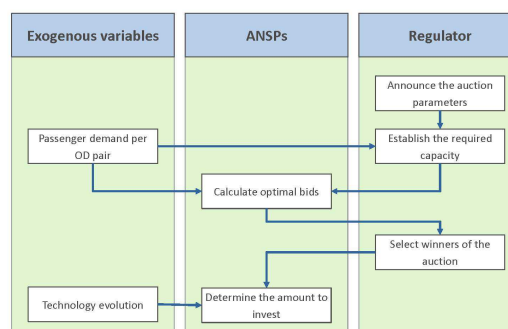 Exogenous variables
ANSPs
Regulator
Announce the auction
parameters
Passenger demand per
OD pair
Establish the required
capacity
Calculate optimal bids
Select winners of the
auction
Technology evolution
Determine the amount to
invest